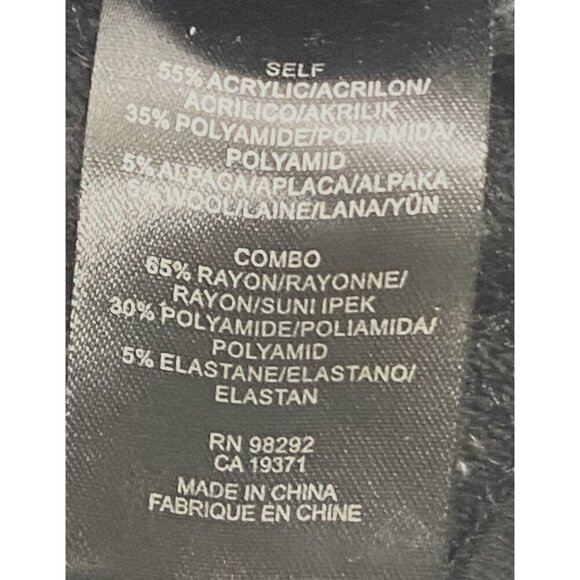 SELF
55% ACRYLIC/ACRILON/
ACRILICO/AKRILIK
35% POLYAMIDE/POLIAMIDA/
POLYAMID
5% ALPACA/APLACA/ALPAKA
5% WOOL/LAINE/LANA/YÜN
COMBO
65% RAYON/RAYONNE/
RAYON/SUNI IPEK
30% POLYAMIDE/POLIAMIDA/
POLYAMID
5% ELASTANE/ELASTANO/
ELASTAN
RN 98292
CA 19371
MADE IN CHINA
FABRIQUE EN CHINE